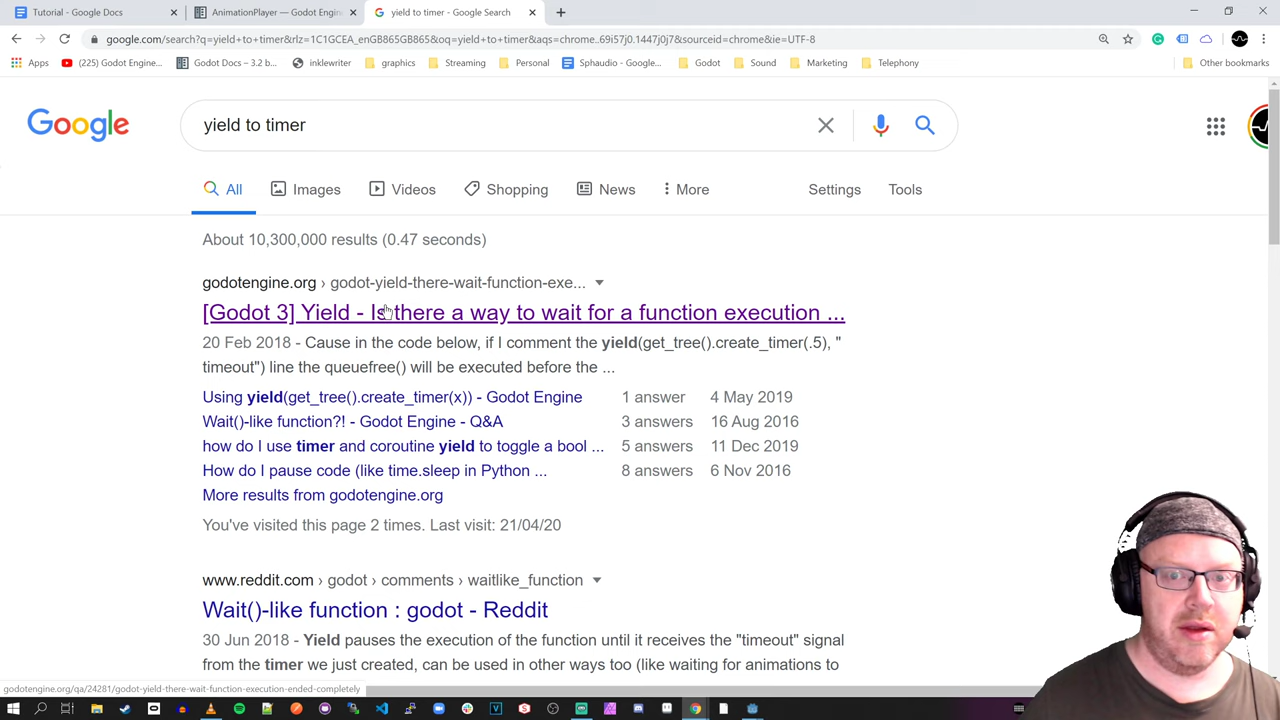 Tutorial - Google Docs
AnimationPlayer — Godot Engin
yield to timer - Google Search
google.com/search?q=yield+to+timer&rlz=1C1GCEA_enGB865GB865&oq=yield+to+timer&aqs=chrome..69i57j0.1447j0j7&sourceid=chrome&ie=UTF-8
Apps
(225) Godot Engine...
Godot Docs – 3.2 b...
inklewriter
graphics
Streaming
Personal
Sphaudio - Google...
Godot
Sound
Marketing
Telephony
Other bookmarks
Google
yield to timer
All
Images
Videos
Shopping
News
More
Settings
Tools
About 10,300,000 results (0.47 seconds)
godotengine.org › godot-yield-there-wait-function-exe...
[Godot 3] Yield - Is there a way to wait for a function execution ...
20 Feb 2018 - Cause in the code below, if I comment the yield(get_tree().create_timer(.5), "
timeout") line the queuefree() will be executed before the ...
Using yield(get_tree().create_timer(x)) - Godot Engine 1 answer 4 May 2019
Wait()-like function?! - Godot Engine - Q&A 3 answers 16 Aug 2016
how do I use timer and coroutine yield to toggle a bool ... 5 answers 11 Dec 2019
How do I pause code (like time.sleep in Python ... 8 answers 6 Nov 2016
More results from godotengine.org
You've visited this page 2 times. Last visit: 21/04/20
www.reddit.com › godot › comments › waitlike_function
Wait()-like function : godot - Reddit
30 Jun 2018 - Yield pauses the execution of the function until it receives the "timeout" signal
from the timer we just created, can be used in other ways too (like waiting for animations to
godotengine.org/qa/24281/godot-yield-there-wait-function-execution-ended-completely